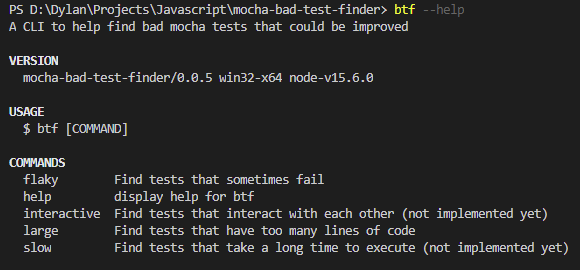 PS D:\Dylan\Projects\Javascript\mocha-bad-test-finder> btf --help
A CLI to help find bad mocha tests that could be improved
VERSION
mocha-bad-test-finder/0.0.5 win32-x64 node-v15.6.0
USAGE
$ btf [COMMAND]
COMMANDS
flaky Find tests that sometimes fail
help display help for btf
interactive Find tests that interact with each other (not implemented yet)
large Find tests that have too many lines of code
slow Find tests that take a long time to execute (not implemented yet)